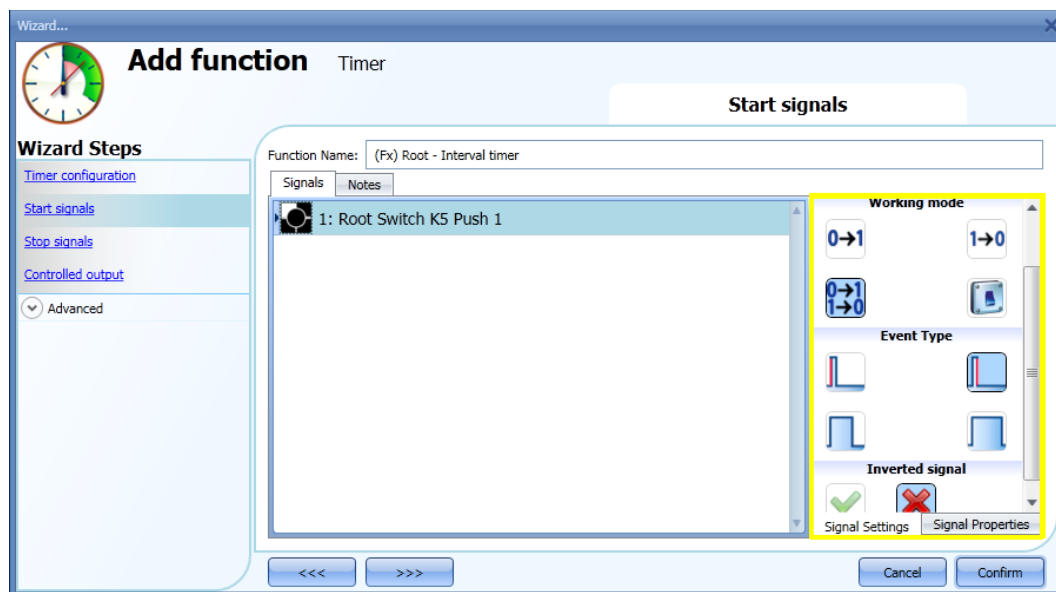 Wizard...
Add function Timer
Start signals
Wizard Steps
Timer configuration
Start signals
Stop signals
Controlled output
Advanced
Function Name: (Fx) Root - Interval timer
Signals Notes
1: Root Switch K5 Push 1
Working mode
0→1 1→0
0→1
1→0
Event Type
Inverted signal
Signal Settings Signal Properties
<<< >>> Cancel Confirm